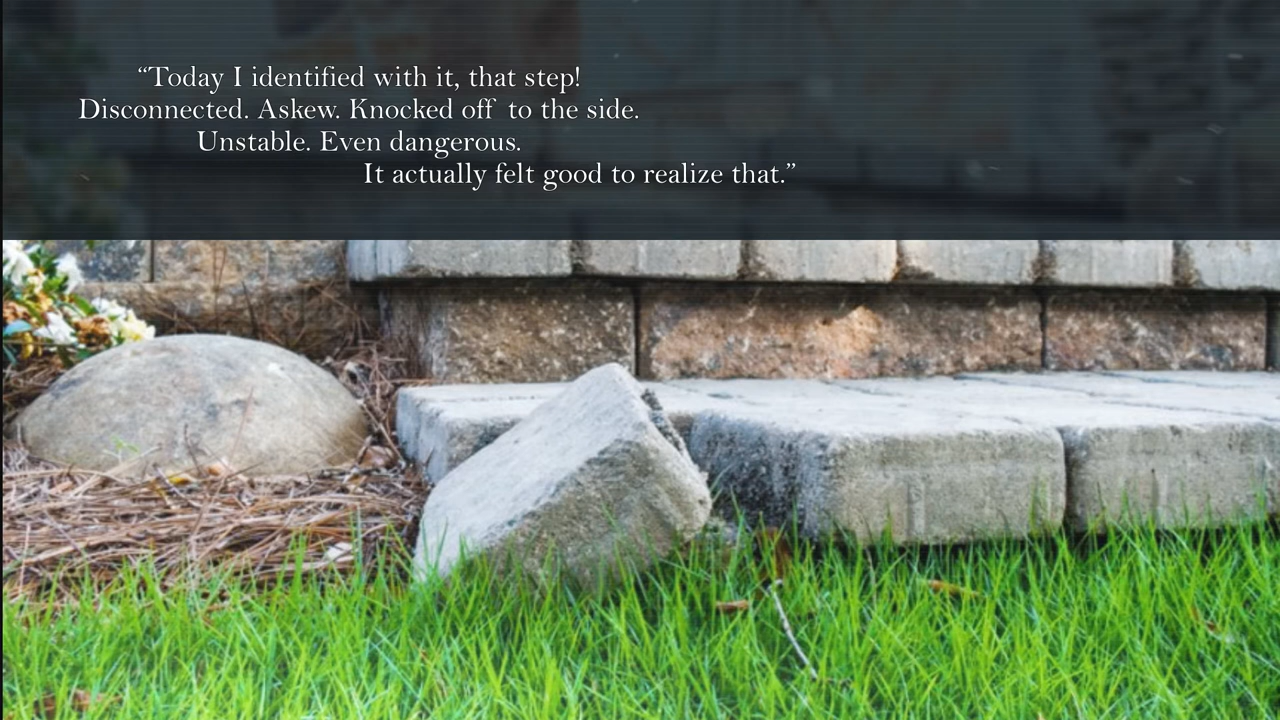 “Today I identified with it, that step!
Disconnected. Askew. Knocked off to the side.
Unstable. Even dangerous.
It actually felt good to realize that.”